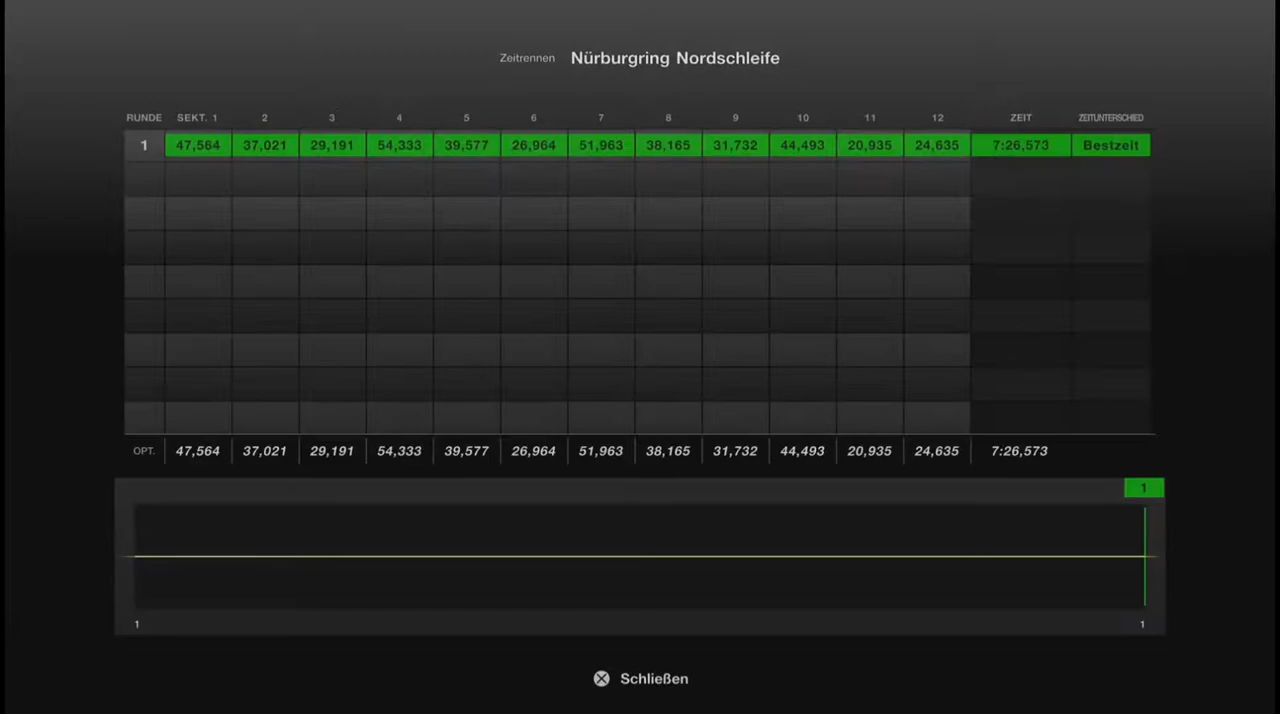 Zeitrennen Nürburgring Nordschleife
RUNDE SEKT. 1 2 3 4 5 6 7 8 9 10 11 12 ZEIT ZEITUNTERSCHIED
1 47,564 37,021 29,191 54,333 39,577 26,964 51,963 38,165 31,732 44,493 20,935 24,635 7:26,573 Bestzeit
OPT. 47,564 37,021 29,191 54,333 39,577 26,964 51,963 38,165 31,732 44,493 20,935 24,635 7:26,573
1
1 1
Schließen